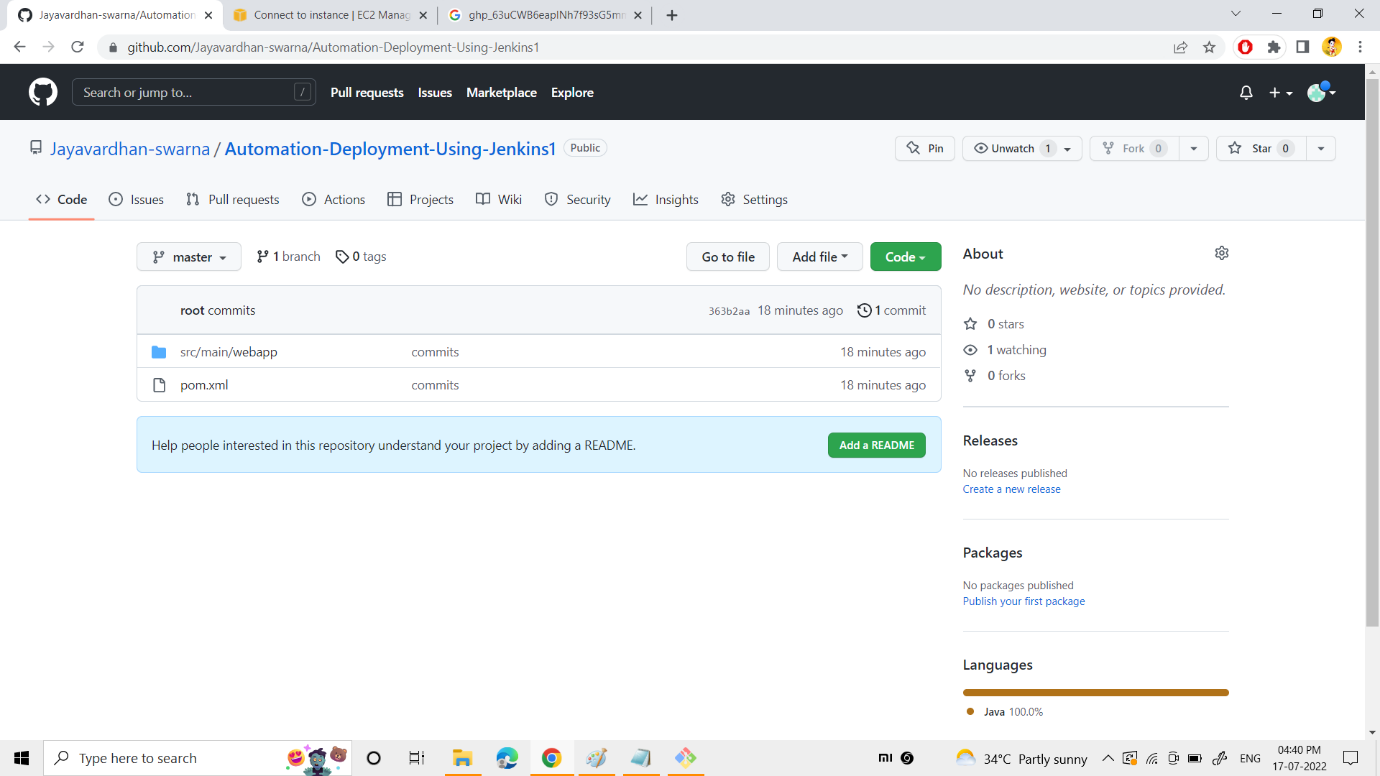 Jayavardhan-swarna/Automation
Connect to instance | EC2 Manag
github.com/Jayavardhan-swarna/Automation-Deployment-Using-Jenkins1
Search or jump to...
/
Pull requests
Issues
Marketplace
Explore
Jayavardhan-swarna / Automation-Deployment-Using-Jenkins1
Public
Pin
Unwatch 1
Fork 0
Star 0
Code
Issues
Pull requests
Actions
Projects
Wiki
Security
Insights
Settings
master
1 branch
0 tags
Go to file
Add file
Code
root commits
363b2aa 18 minutes ago
1 commit
src/main/webapp
commits
18 minutes ago
pom.xml
commits
18 minutes ago
Help people interested in this repository understand your project by adding a README.
Add a README
About
No description, website, or topics provided.
0 stars
1 watching
0 forks
Releases
No releases published
Create a new release
Packages
No packages published
Publish your first package
Languages
Java 100.0%
Type here to search
34°C Partly sunny
ENG
04:40 PM
17-07-2022